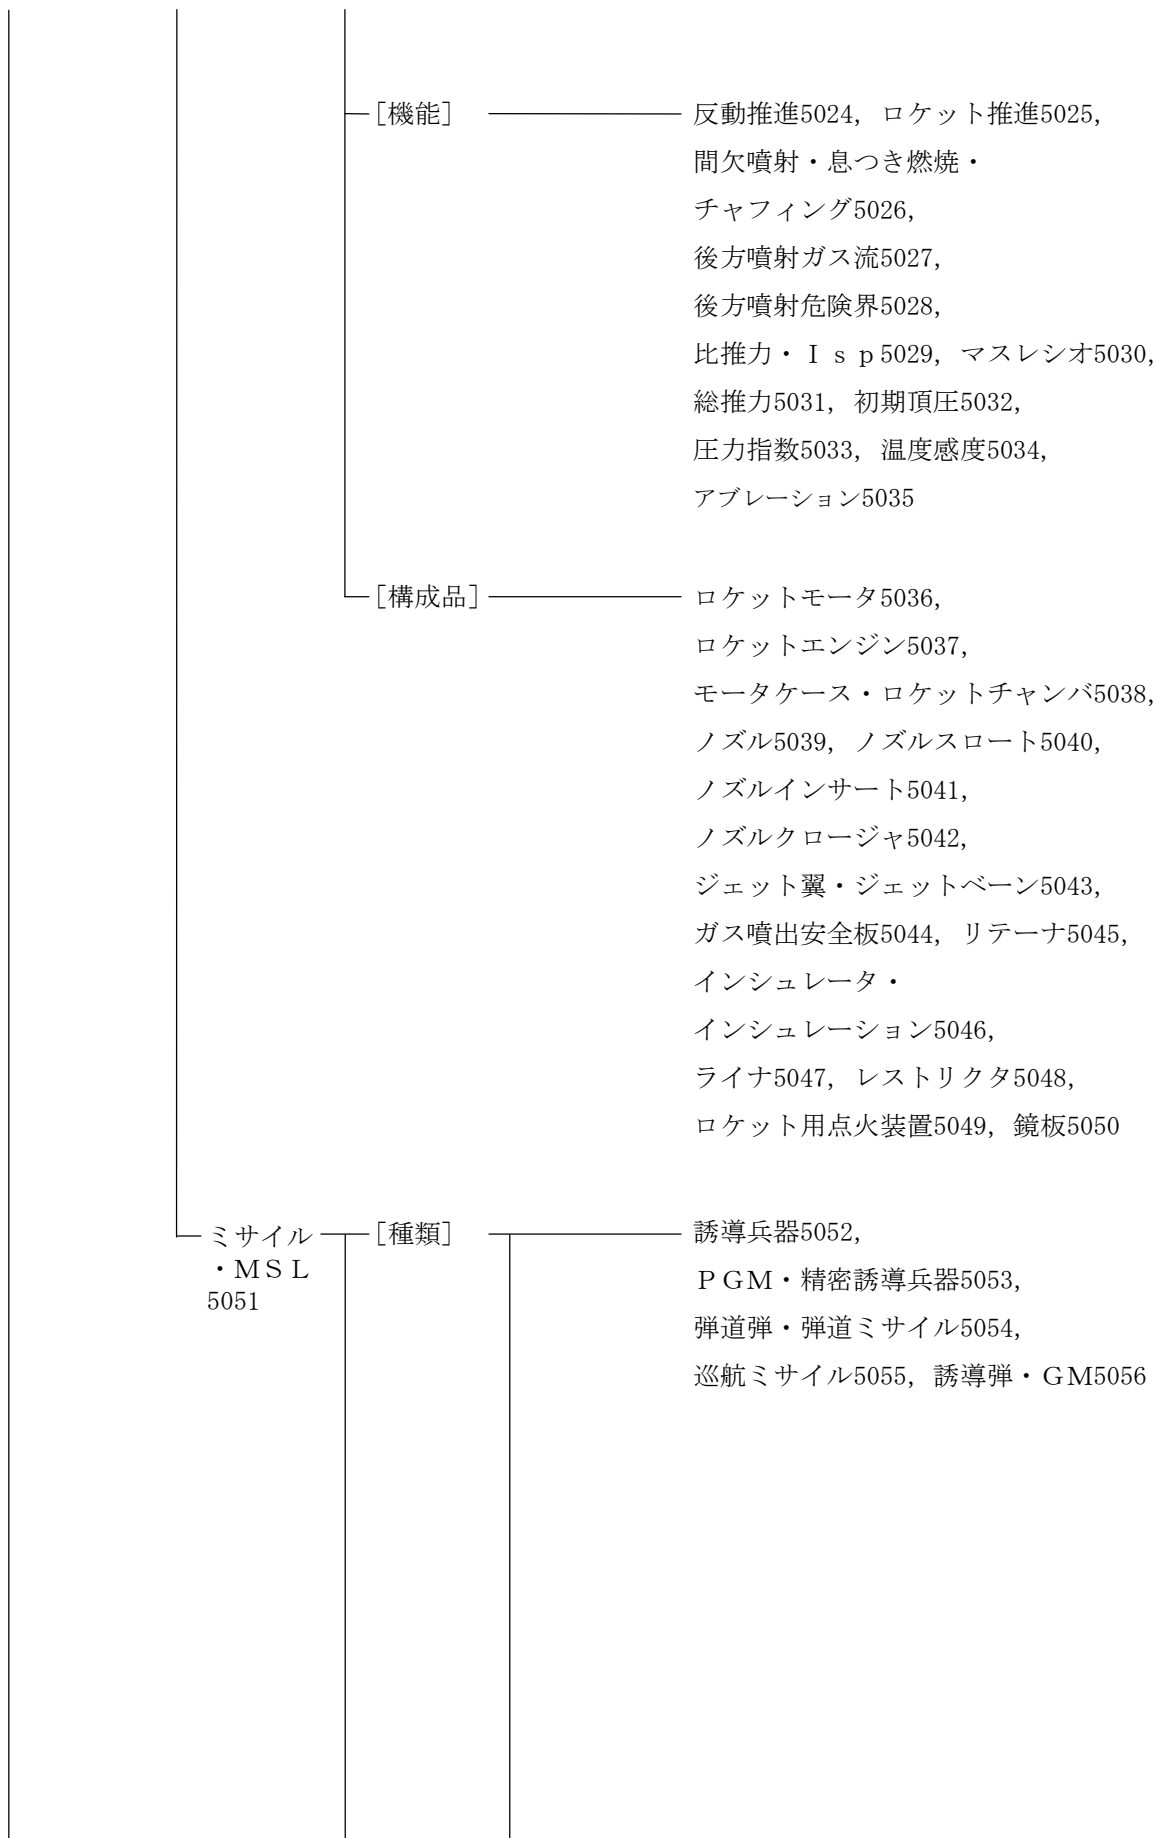 ［機能］
反動推進5024，ロケット推進5025，
間欠噴射・息つき燃焼・
チャフィング5026，
後方噴射ガス流5027，
後方噴射危険界5028，
比推力・Ｉｓｐ5029，マスレシオ5030，
総推力5031，初期頂圧5032，
圧力指数5033，温度感度5034，
アブレーション5035
［構成品］
ロケットモータ5036，
ロケットエンジン5037，
モータケース・ロケットチャンバ5038，
ノズル5039，ノズルスロート5040，
ノズルインサート5041，
ノズルクロージャ5042，
ジェット翼・ジェットベーン5043，
ガス噴出安全板5044，リテーナ5045，
インシュレータ・
インシュレーション5046，
ライナ5047，レストリクタ5048，
ロケット用点火装置5049，鏡板5050
ミサイル
・ＭＳＬ
5051
［種類］
誘導兵器5052，
ＰＧＭ・精密誘導兵器5053，
弾道弾・弾道ミサイル5054，
巡航ミサイル5055，誘導弾・ＧＭ5056